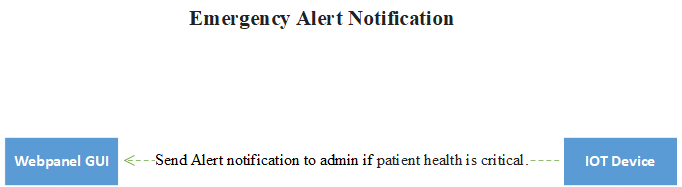 Emergency Alert Notification
Webpanel GUI
Send Alert notification to admin if patient health is critical.
IOT Device